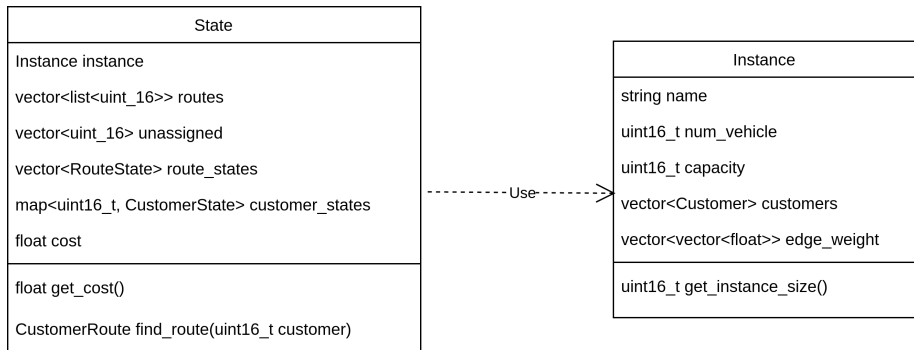 State
Instance instance
vector<list<uint_16>> routes
vector<uint_16> unassigned
vector<RouteState> route_states
map<uint16_t, CustomerState> customer_states
float cost
float get_cost()
CustomerRoute find_route(uint16_t customer)
Use
Instance
string name
uint16_t num_vehicle
uint16_t capacity
vector<Customer> customers
vector<vector<float>> edge_weight
uint16_t get_instance_size()